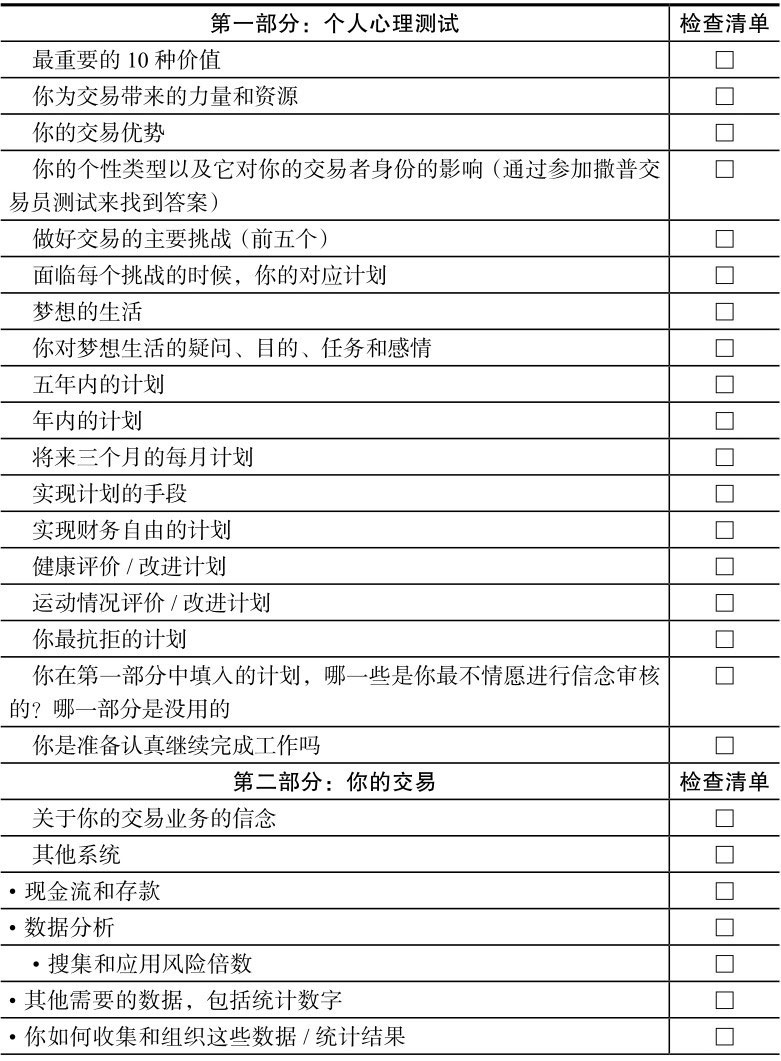 第一部分：个人心理测试 检查清单
最重要的 10 种价值 □
你为交易带来的力量和资源 □
你的交易优势 □
你的个性类型以及它对你的交易者身份的影响（通过参加撒普交 □
易员测试来找到答案）
做好交易的主要挑战（前五个） □
面临每个挑战的时候，你的对应计划 □
梦想的生活 □
你对梦想生活的疑问、目的、任务和感情 □
五年内的计划 □
年内的计划 □
将来三个月的每月计划 □
实现计划的手段 □
实现财务自由的计划 □
健康评价 / 改进计划 □
运动情况评价 / 改进计划 □
你最抗拒的计划 □
你在第一部分中填入的计划，哪一些是你最不情愿进行信念审核 □
的？哪一部分是没用的
你是准备认真继续完成工作吗 □
第二部分：你的交易 检查清单
关于你的交易业务的信念 □
其他系统 □
• 现金流和存款 □
• 数据分析 □
• 搜集和应用风险倍数 □
• 其他需要的数据，包括统计数字 □
• 你如何收集和组织这些数据 / 统计结果 □